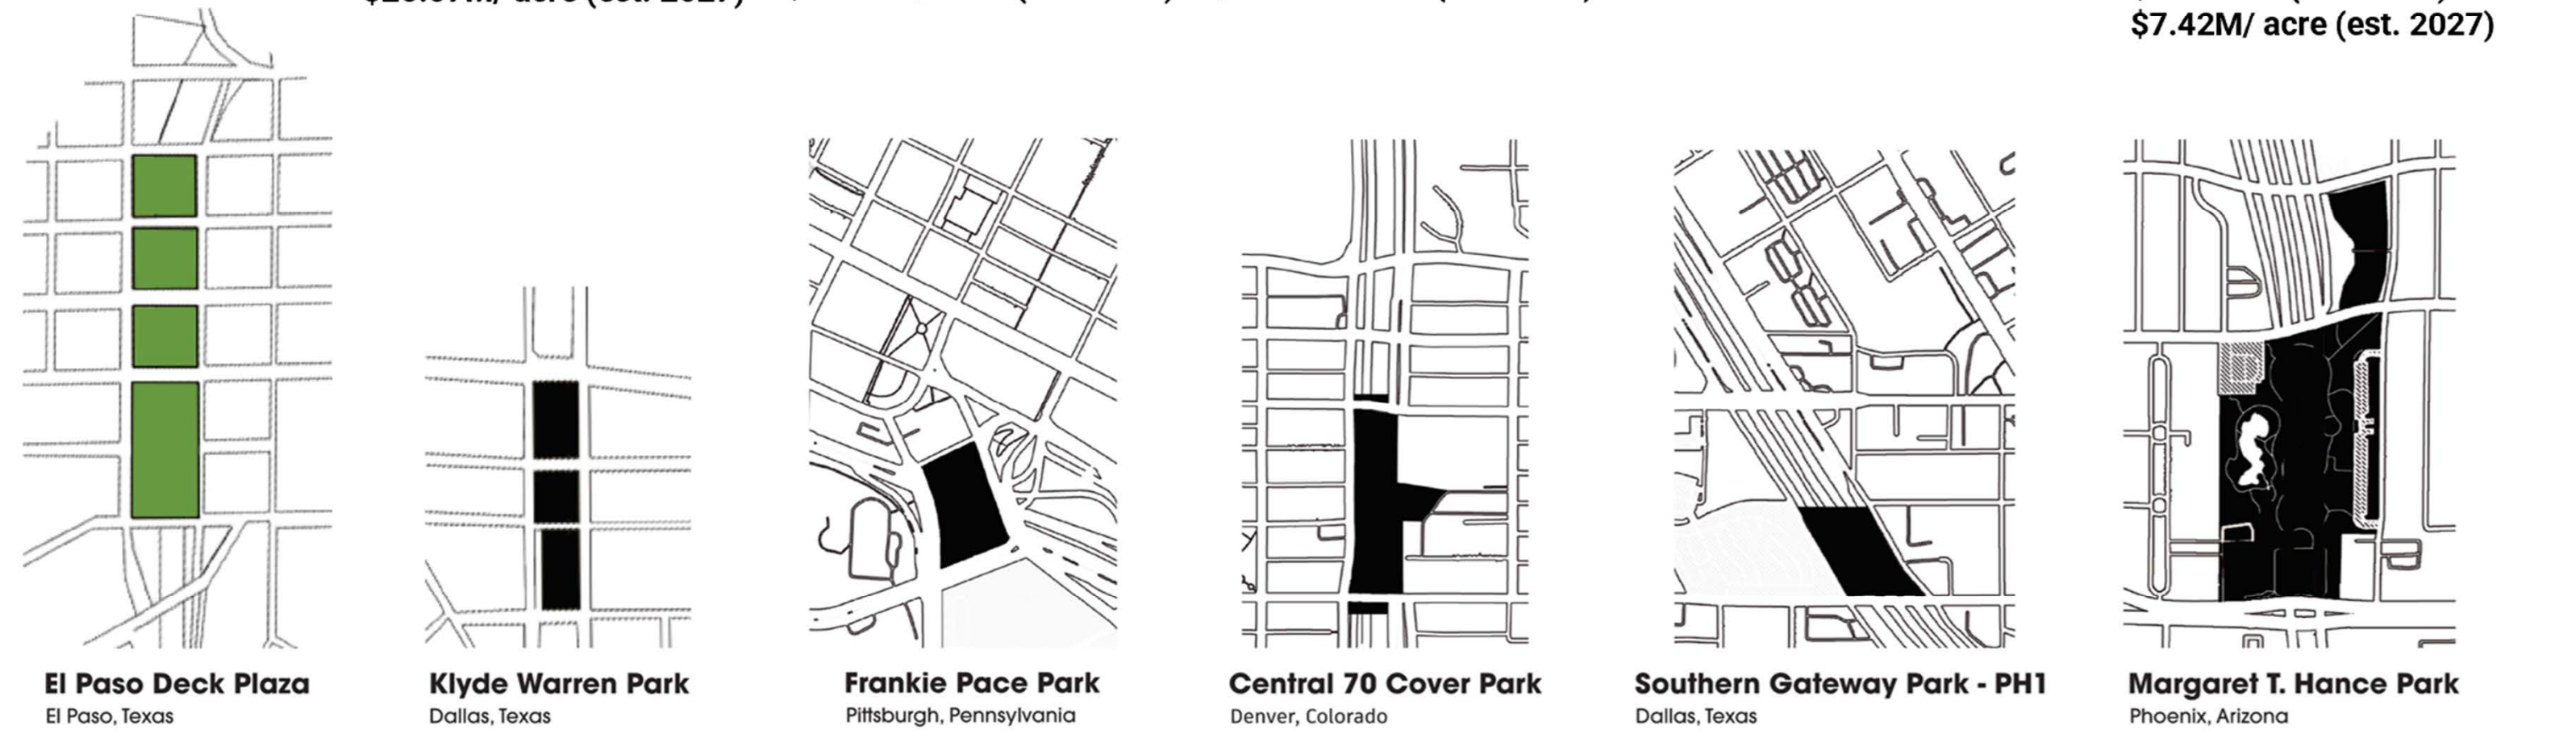 $7.42M/ acre (est. 2027)
El Paso Deck Plaza
El Paso, Texas
Klyde Warren Park
Dallas, Texas
Frankie Pace Park
Pittsburgh, Pennsylvania
Central 70 Cover Park
Denver, Colorado
Southern Gateway Park - PH1
Dallas, Texas
Margaret T. Hance Park
Phoenix, Arizona